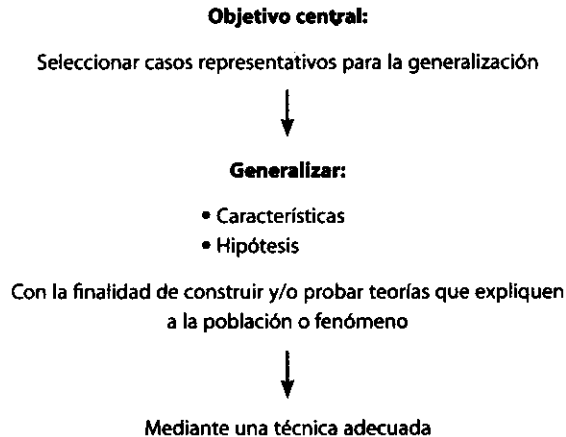 Objetivo central:
Seleccionar casos representativos para la generalización
Generalizar:
• Características
• Hipótesis
Con la finalidad de construir y/o probar teorías que expliquen
a la población o fenómeno
Mediante una técnica adecuada